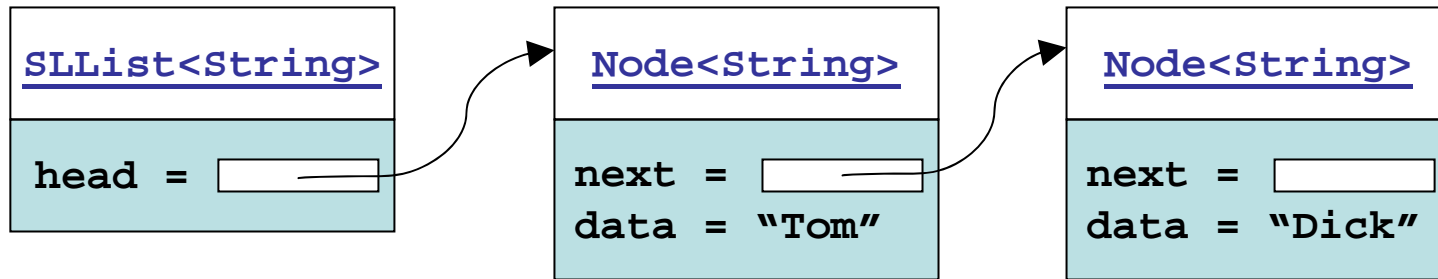 SLList<String>
head =
Node<String>
next =
data = “Tom”
Node<String>
next =
data = “Dick”